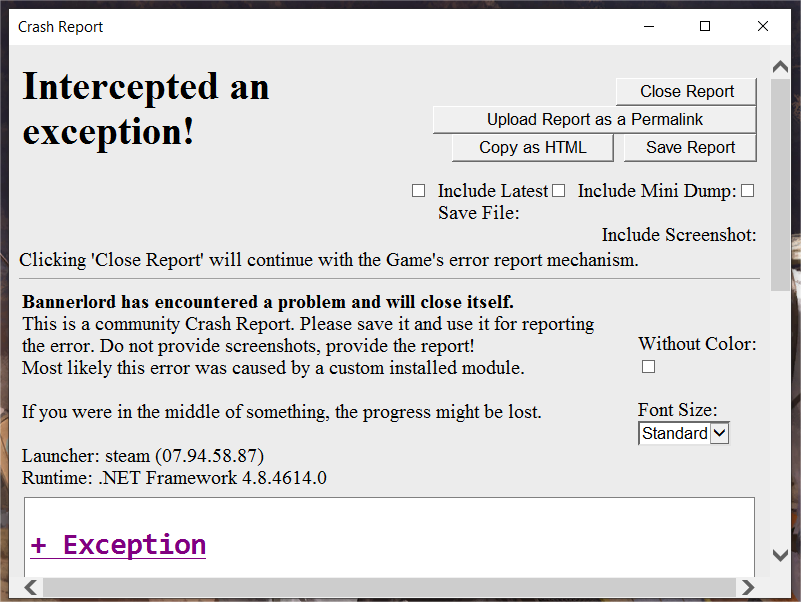 Crash Report
Intercepted an
exception!
Close Report
Upload Report as a Permalink
Copy as HTML
Save Report
Include Latest
Save File:
Include Mini Dump:
Include Screenshot:
Clicking 'Close Report' will continue with the Game's error report mechanism.
Bannerlord has encountered a problem and will close itself.
This is a community Crash Report. Please save it and use it for reporting
the error. Do not provide screenshots, provide the report!
Most likely this error was caused by a custom installed module.
If you were in the middle of something, the progress might be lost.
Launcher: steam (07.94.58.87)
Runtime: .NET Framework 4.8.4614.0
Without Color:
Font Size:
Standard
+ Exception